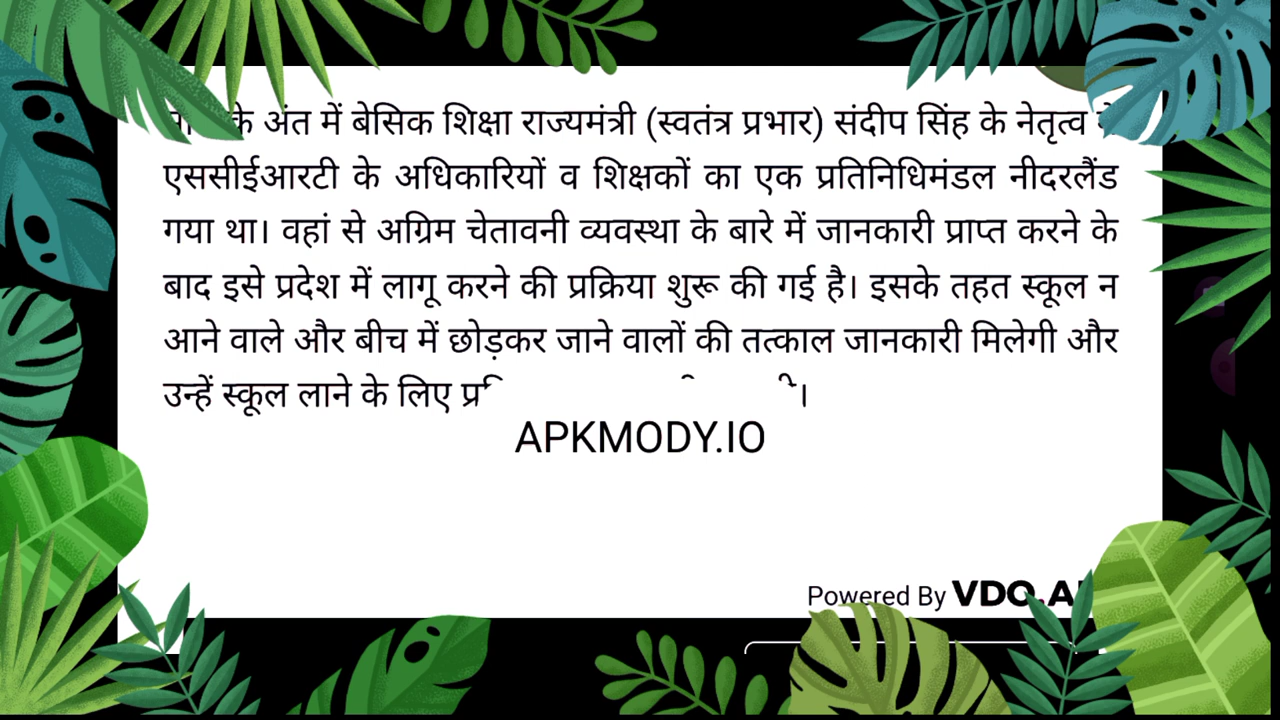 के अंत में बेसिक शिक्षा राज्यमंत्री (स्वतंत्र प्रभार) संदीप सिंह के नेतृत्व
एससीईआरटी के अधिकारियों व शिक्षकों का एक प्रतिनिधिमंडल नीदरलैंड
गया था। वहां से अग्रिम चेतावनी व्यवस्था के बारे में जानकारी प्राप्त करने के
बाद इसे प्रदेश में लागू करने की प्रक्रिया शुरू की गई है। इसके तहत स्कूल न
आने वाले और बीच में छोड़कर जाने वालों की तत्काल जानकारी मिलेगी और
उन्हें स्कूल लाने के लिए
APKMODY.IO
Powered By